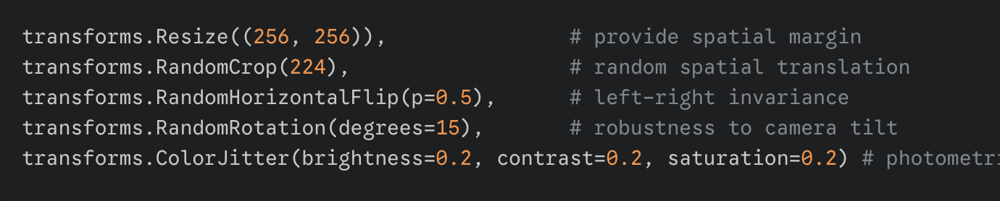 transforms.Resize((256, 256)), # provide spatial margin
transforms.RandomCrop(224), # random spatial translation
transforms.RandomHorizontalFlip(p=0.5), # left-right invariance
transforms.RandomRotation(degrees=15), # robustness to camera tilt
transforms.ColorJitter(brightness=0.2, contrast=0.2, saturation=0.2) #